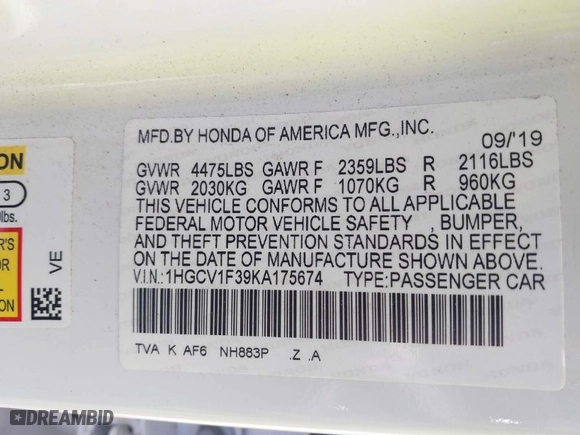 MFD.BY HONDA OF AMERICA MFG.,INC.
09/'19
GVWR 4475LBS GAWR F 2359LBS R 2116LBS
GVWR 2030KG GAWR F 1070KG R 960KG
THIS VEHICLE CONFORMS TO ALL APPLICABLE
FEDERAL MOTOR VEHICLE SAFETY , BUMPER,
AND THEFT PREVENTION STANDARDS IN EFFECT
ON THE DATE OF MANUFACTURE SHOWN ABOVE.
V.I.N.:1HGCV1F39KA175674 TYPE:PASSENGER CAR
TVA K AF6 NH883P .Z .A
VE
ON
3
lbs.
R'S
OR
L-
ION
DREAMBID